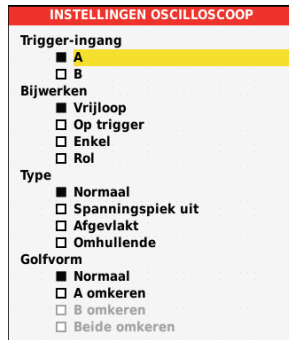 INSTELLINGEN OSCILLOSCOOP
Trigger-ingang
A
B
Bijwerken
Vrijloop
Op trigger
Enkel
Rol
Type
Normaal
Spanningspiek uit
Afgevlakt
Omhullende
Golfvorm
Normaal
A omkeren
B omkeren
Beide omkeren